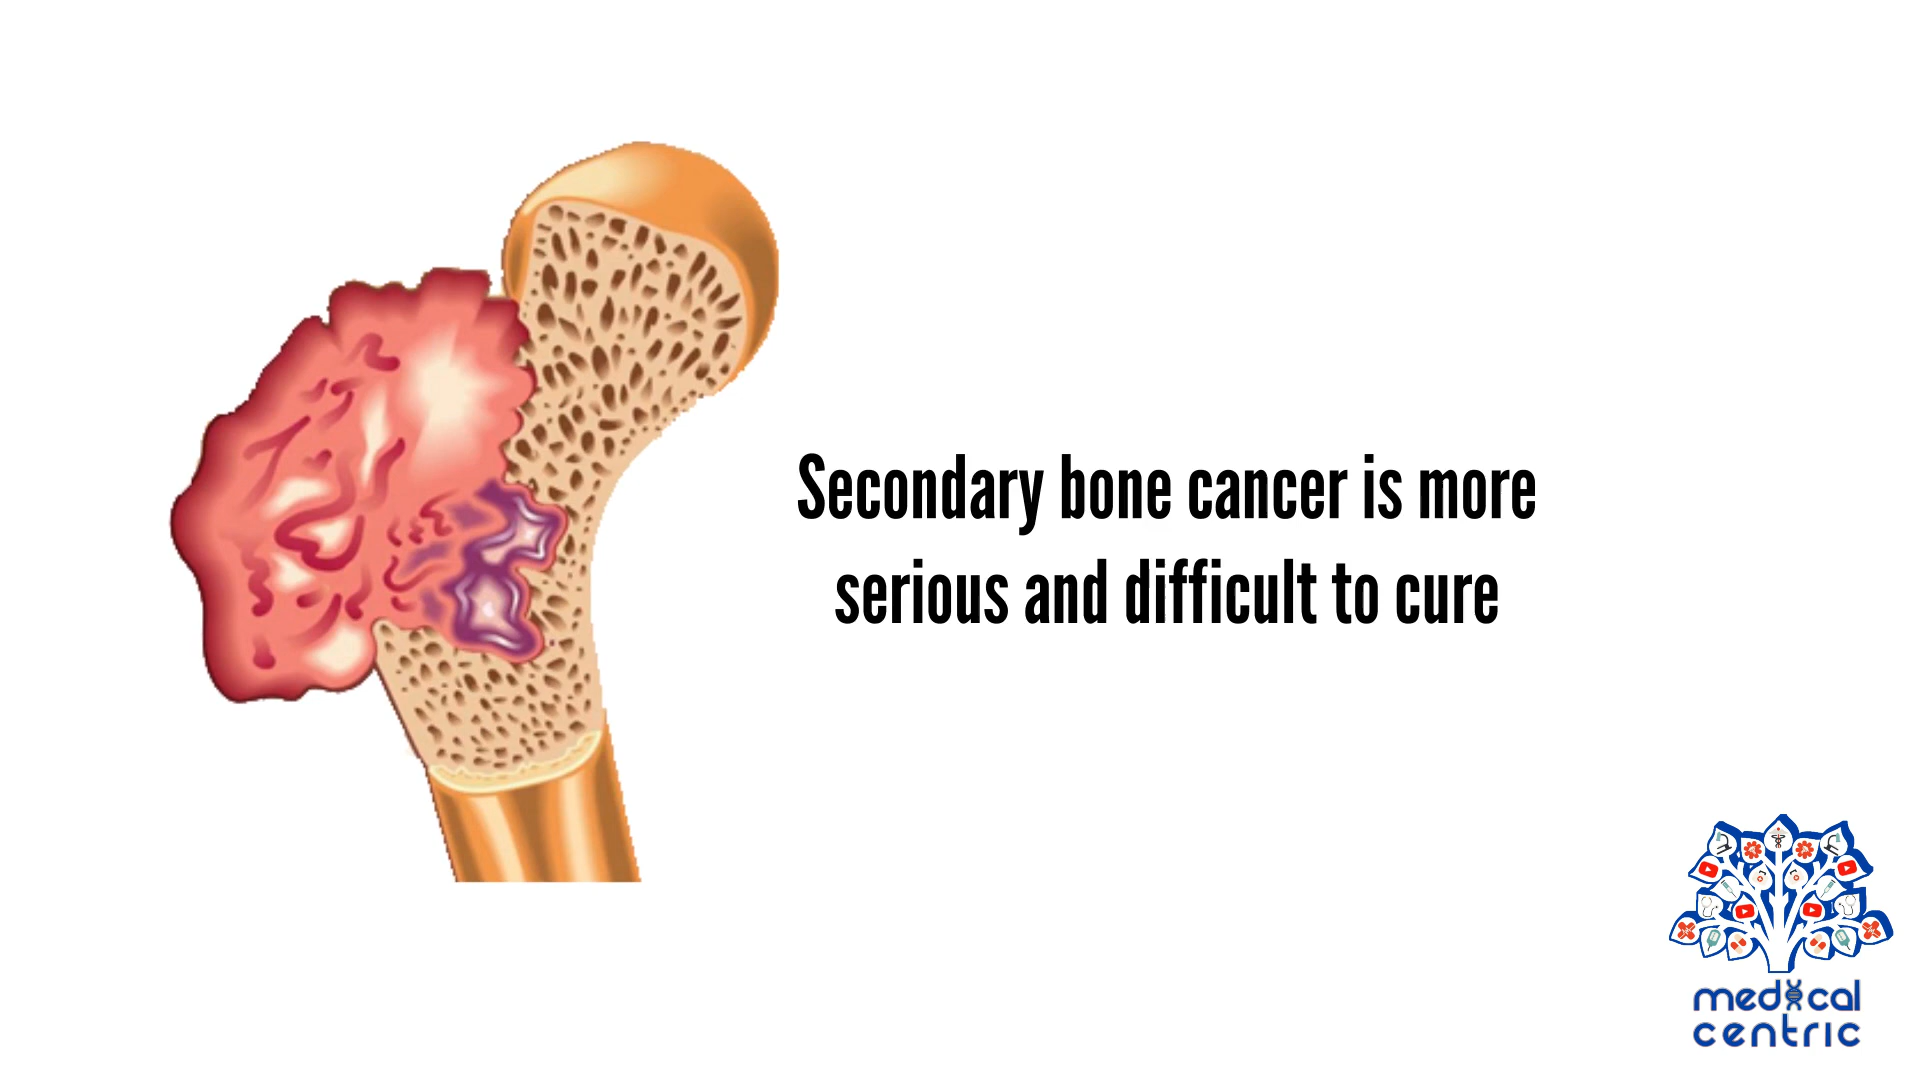 Secondary bone cancer is more
serious and difficult to cure
medical
centric